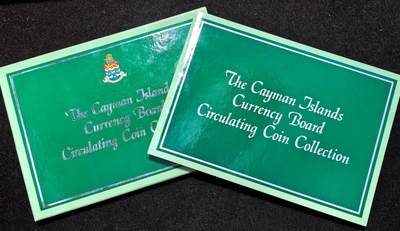 The Cayman Islands
Currency Board
Circulating Coin C
The Cayman Islands
Currency Board
Circulating Coin Collection